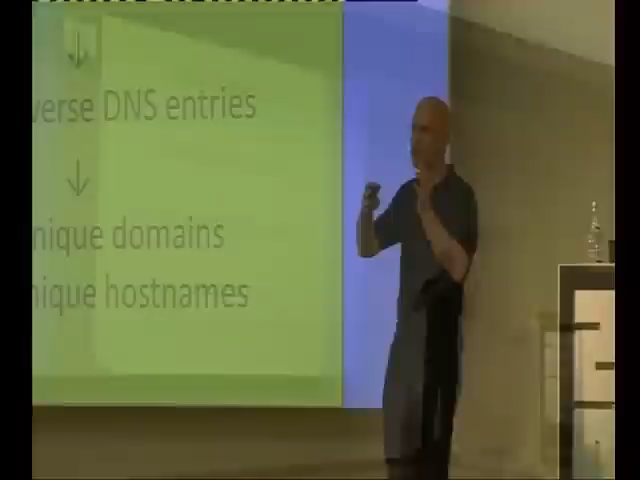 verse DNS entries
nique domains
nique hostnames